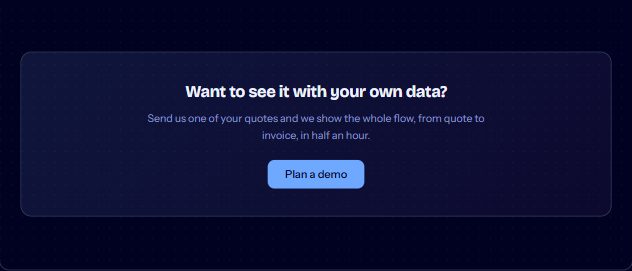 Want to see it with your own data?
Send us one of your quotes and we show the whole flow, from quote to
invoice, in half an hour.
Plan a demo